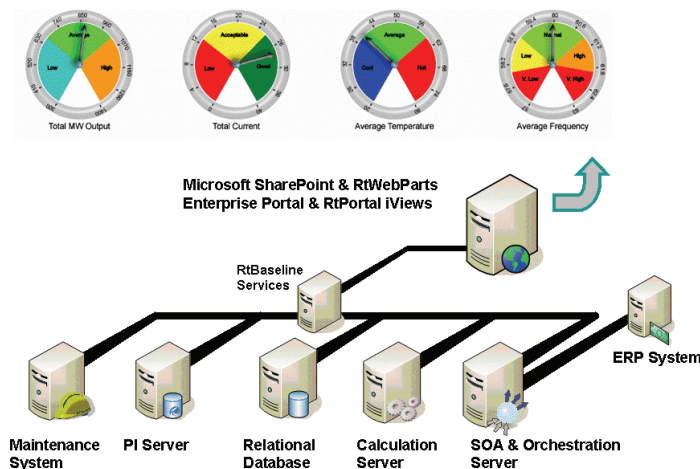 Average
Low
High
Total MW Output
Acceptable
Low
Good
Total Current
Average
Cool
Hot
Average Temperature
Normal
Low
High
V. Low
V. High
Average Frequency
Microsoft SharePoint & RtWebParts
Enterprise Portal & RtPortal iViews
RtBaseline
Services
ERP System
Maintenance
System
PI Server
Relational
Database
Calculation
Server
SOA & Orchestration
Server